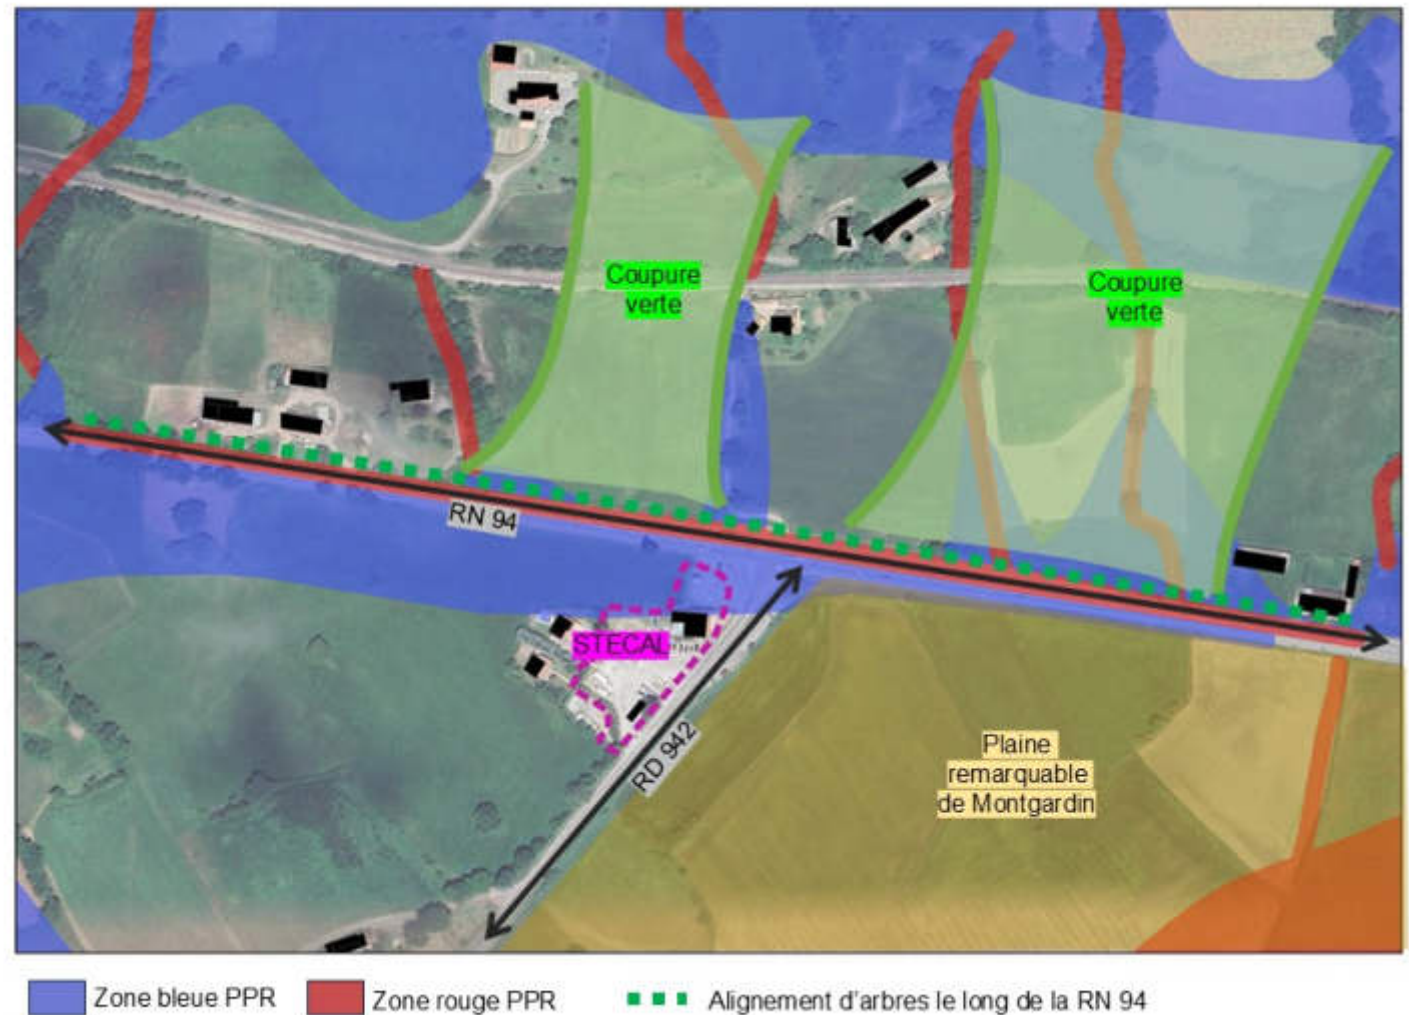 Coupure
verte
Coupure
verte
RN 94
STECAL
RD 942
Plaine
remarquable
de Montgardin
Zone bleue PPR
Zone rouge PPR
Alignement d'arbres le long de la RN 94